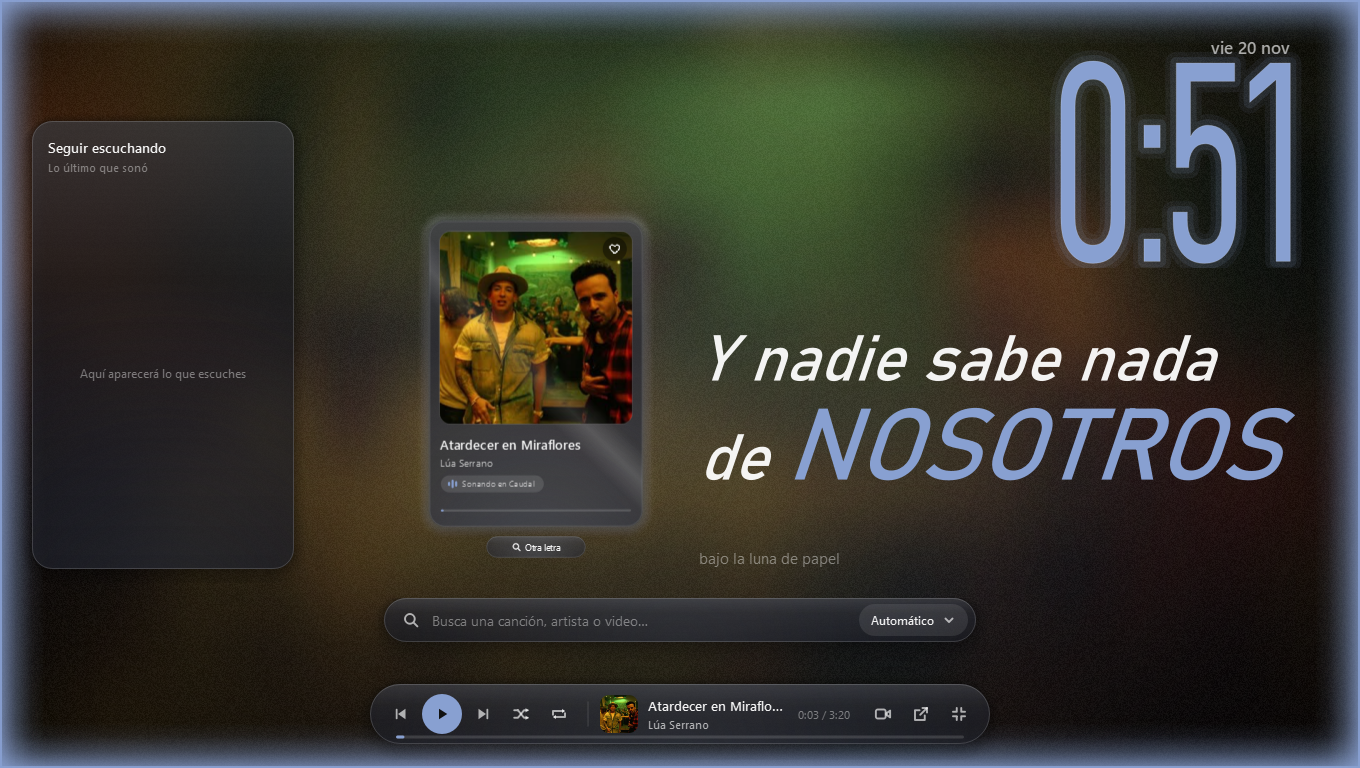 vie 20 nov
0:51
Seguir escuchando
Lo último que sonó
Aquí aparecerá lo que escuches
Atardecer en Miraflores
Lúa Serrano
Sonando en Caudal
Otra letra
Y nadie sabe nada
de NOSOTROS
bajo la luna de papel
Busca una canción, artista o video...
Automático
Atardecer en Miraflo...
Lúa Serrano
0:03 / 3:20